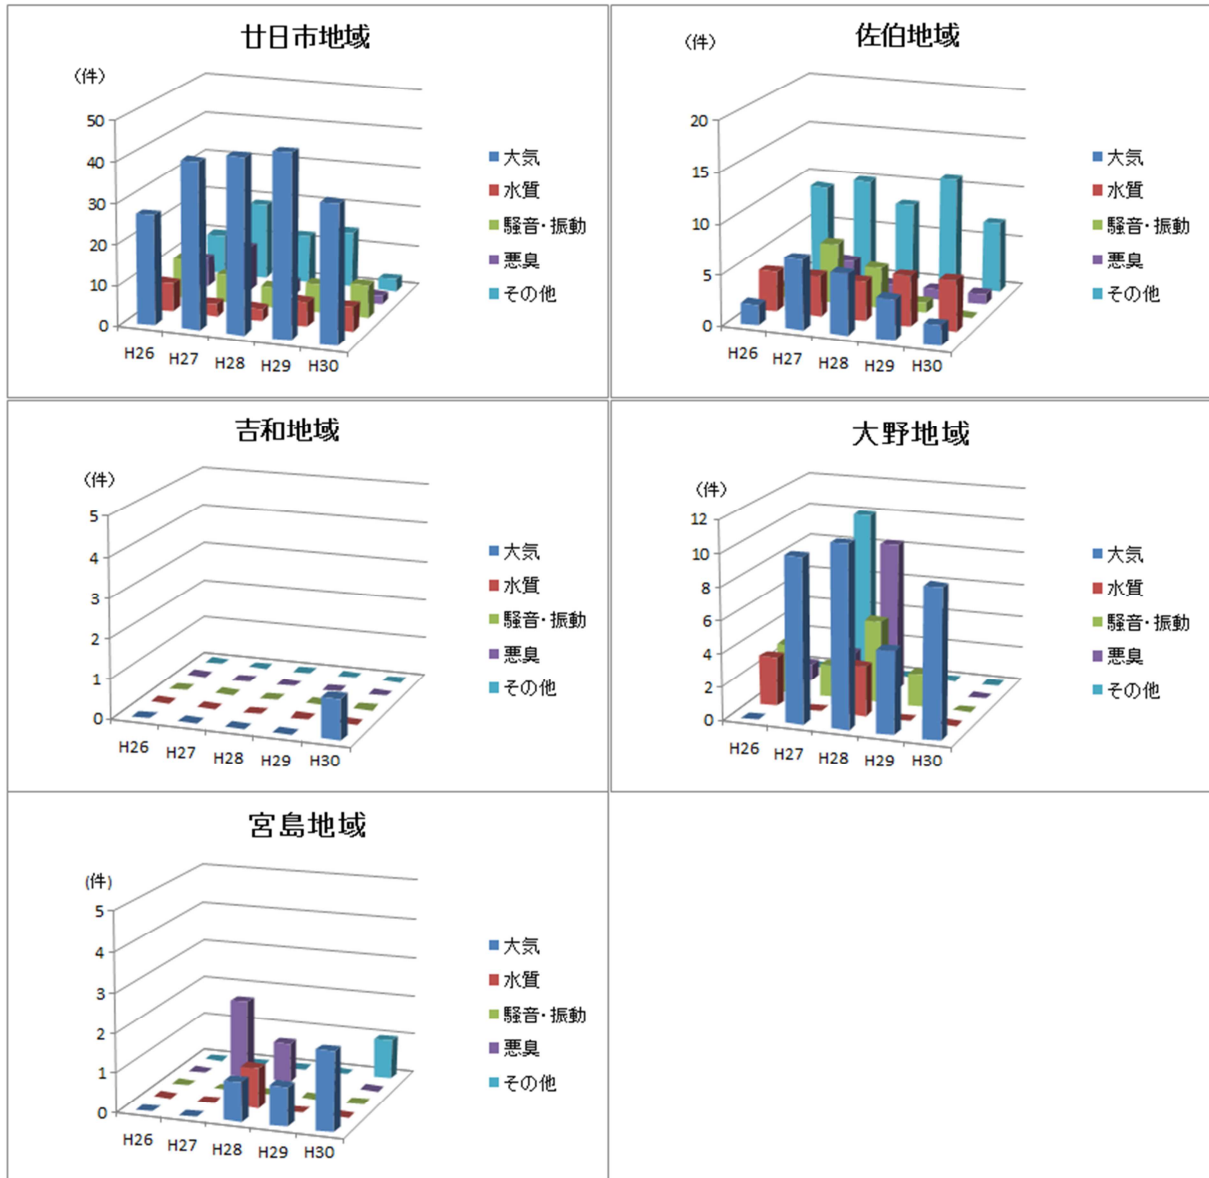 廿日市地域
(件)
50
40
30
20
10
0
H26
H27
H28
H29
H30
大気
水質
騒音・振動
悪臭
その他
佐伯地域
(件)
20
15
10
5
0
H26
H27
H28
H29
H30
大気
水質
騒音・振動
悪臭
その他
吉和地域
(件)
5
4
3
2
1
0
H26
H27
H28
H29
H30
大気
水質
騒音・振動
悪臭
その他
大野地域
(件)
12
10
8
6
4
2
0
H26
H27
H28
H29
H30
大気
水質
騒音・振動
悪臭
その他
宮島地域
(件)
5
4
3
2
1
0
H26
H27
H28
H29
H30
大気
水質
騒音・振動
悪臭
その他